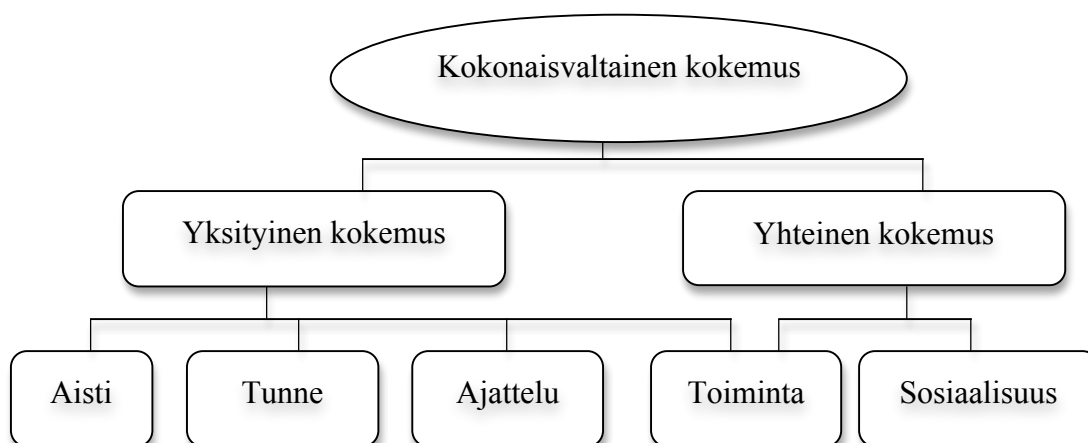 Kokonaisvaltainen kokemus
Yksityinen kokemus
Yhteinen kokemus
Aisti
Tunne
Ajattelu
Toiminta
Sosiaalisuus